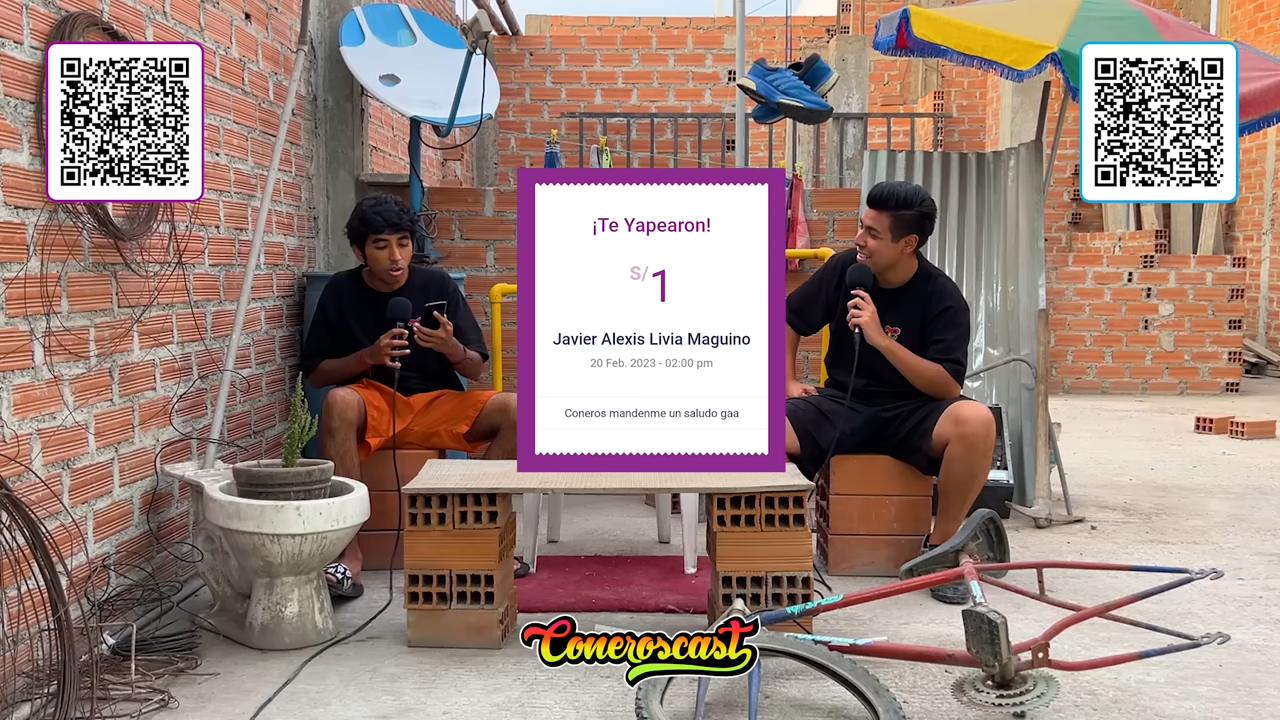 ¡Te Yapearon!
S/1
Javier Alexis Livia Maguino
20 Feb. 2023 - 02:00 pm
Coneros mandenme un saludo gaa
Coneroscast